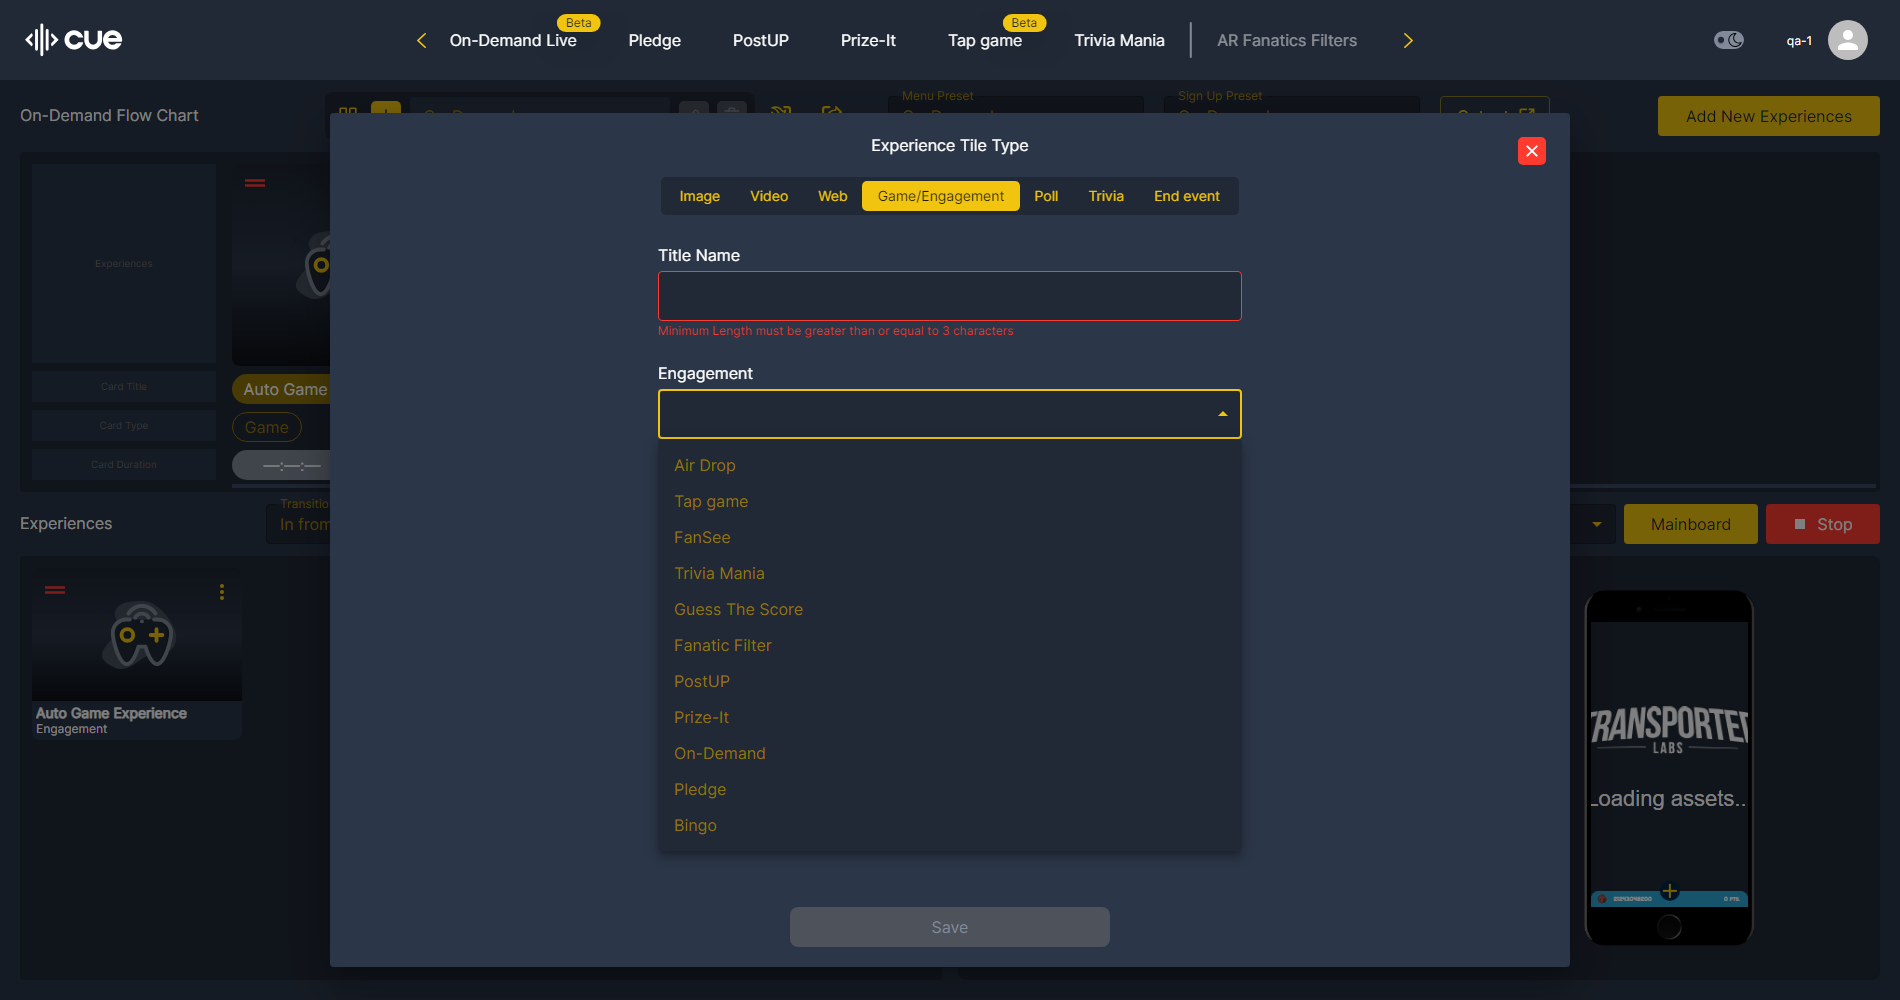 cue
Beta
Beta
On-Demand Live
Pledge
PostUP
Prize-It
Tap game
Trivia Mania
AR Fanatics Filters
qa-1
On-Demand Flow Chart
Menu Preset
Sign Up Preset
Add New Experiences
Experience Tile Type
Image
Video
Web
Game/Engagement
Poll
Trivia
End event
Experiences
Title Name
Minimum Length must be greater than or equal to 3 characters
Engagement
Card Title
Auto Game
Card Type
Game
Card Duration
—:—:—
Air Drop
Tap game
FanSee
Trivia Mania
Guess The Score
Fanatic Filter
PostUP
Prize-It
On-Demand
Pledge
Bingo
Experiences
Transitio
In from
Mainboard
Stop
Auto Game Experience
Engagement
TRANSPORTER
LABS
Loading assets..
Save